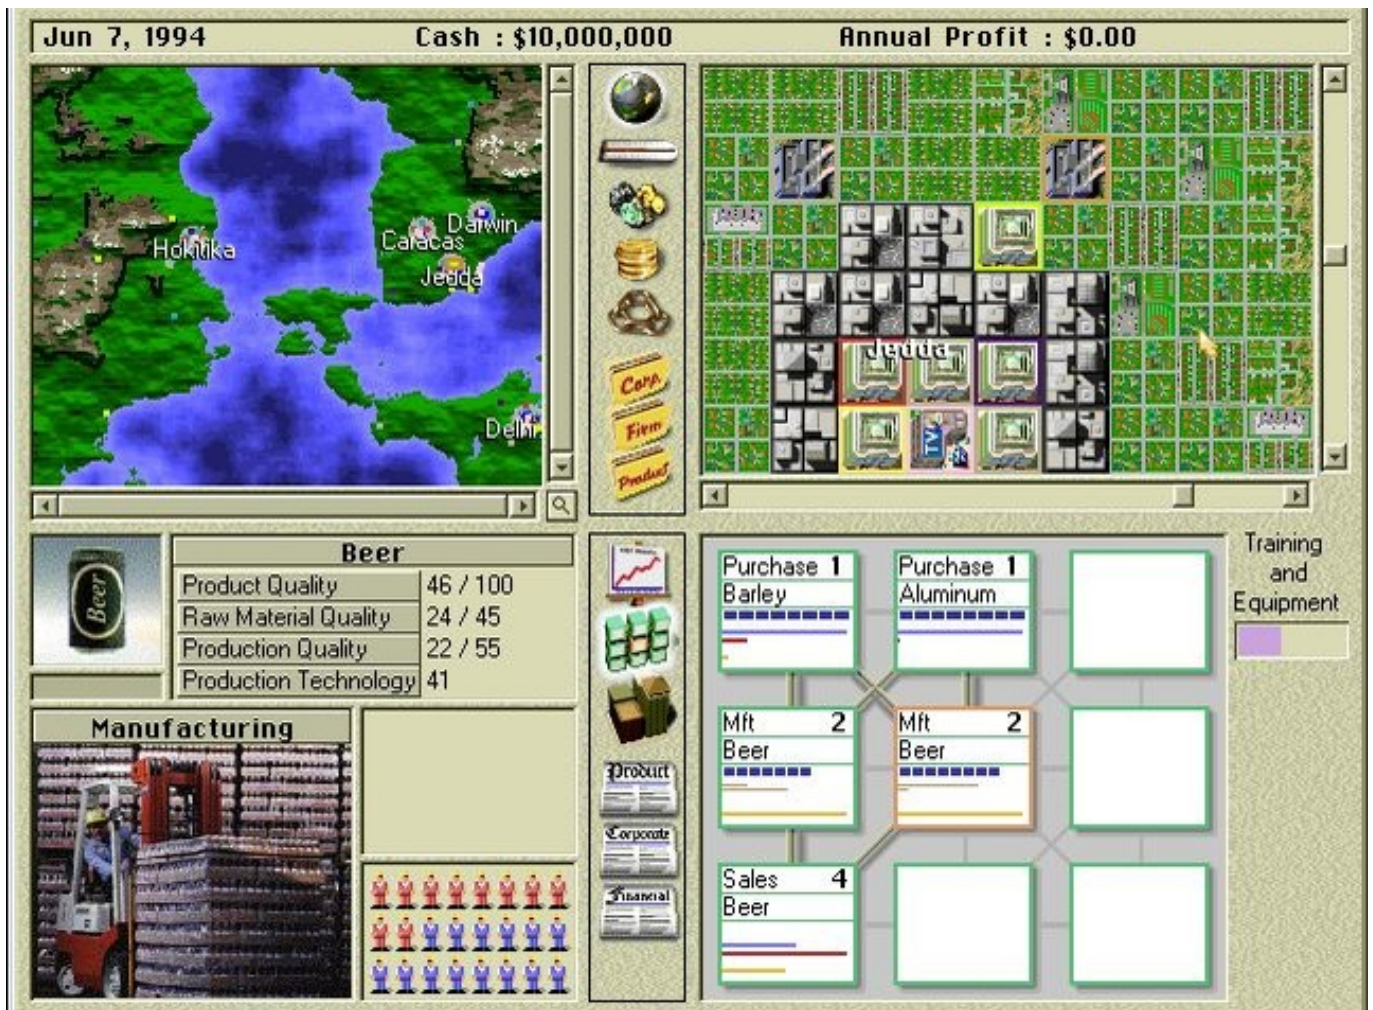 Jun 7, 1994 Cash : $10,000,000 Annual Profit : $0.00
Hokitika
Darwin
Caracas
Jedda
Delhi
Corp.
Firm
Product
Jedda
TV
Beer
Beer
Product Quality 46 / 100
Raw Material Quality 24 / 45
Production Quality 22 / 55
Production Technology 41
Manufacturing
Product
Corporate
Financial
Purchase 1
Barley
Purchase 1
Aluminum
Mft 2
Beer
Mft 2
Beer
Sales 4
Beer
Training
and
Equipment